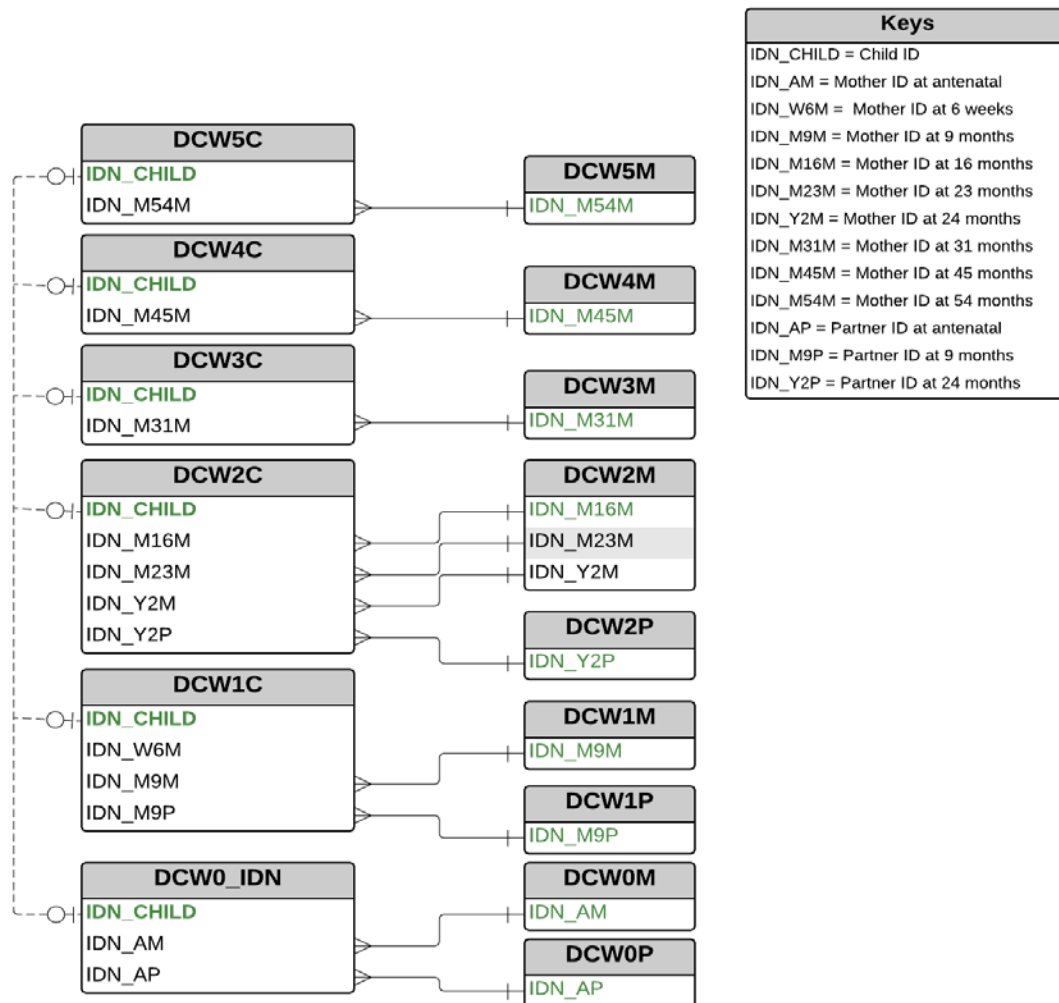 Keys
IDN_CHILD = Child ID
IDN_AM = Mother ID at antenatal
IDN_W6M =  Mother ID at 6 weeks
IDN_M9M = Mother ID at 9 months
IDN_M16M = Mother ID at 16 months
IDN_M23M = Mother ID at 23 months
IDN_Y2M = Mother ID at 24 months
IDN_M31M = Mother ID at 31 months
IDN_M45M = Mother ID at 45 months
IDN_M54M = Mother ID at 54 months
IDN_AP = Partner ID at antenatal
IDN_M9P = Partner ID at 9 months
IDN_Y2P = Partner ID at 24 months
DCW5C
IDN_CHILD
IDN_M54M
DCW5M
IDN_M54M
DCW4C
IDN_CHILD
IDN_M45M
DCW4M
IDN_M45M
DCW3C
IDN_CHILD
IDN_M31M
DCW3M
IDN_M31M
DCW2C
IDN_CHILD
IDN_M16M
IDN_M23M
IDN_Y2M
IDN_Y2P
DCW2M
IDN_M16M
IDN_M23M
IDN_Y2M
DCW2P
IDN_Y2P
DCW1C
IDN_CHILD
IDN_W6M
IDN_M9M
IDN_M9P
DCW1M
IDN_M9M
DCW1P
IDN_M9P
DCW0_IDN
IDN_CHILD
IDN_AM
IDN_AP
DCW0M
IDN_AM
DCW0P
IDN_AP